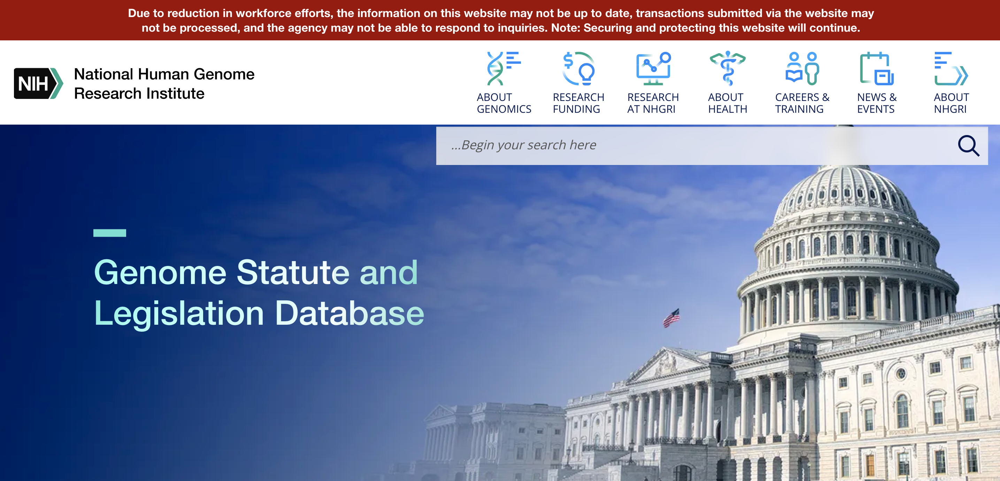 Due to reduction in workforce efforts, the information on this website may not be up to date, transactions submitted via the website may
not be processed, and the agency may not be able to respond to inquiries. Note: Securing and protecting this website will continue.
NIH
National Human Genome
Research Institute
ABOUT
GENOMICS
RESEARCH
FUNDING
RESEARCH
AT NHGRI
ABOUT
HEALTH
CAREERS &
TRAINING
NEWS &
EVENTS
ABOUT
NHGRI
...Begin your search here
Genome Statute and
Legislation Database